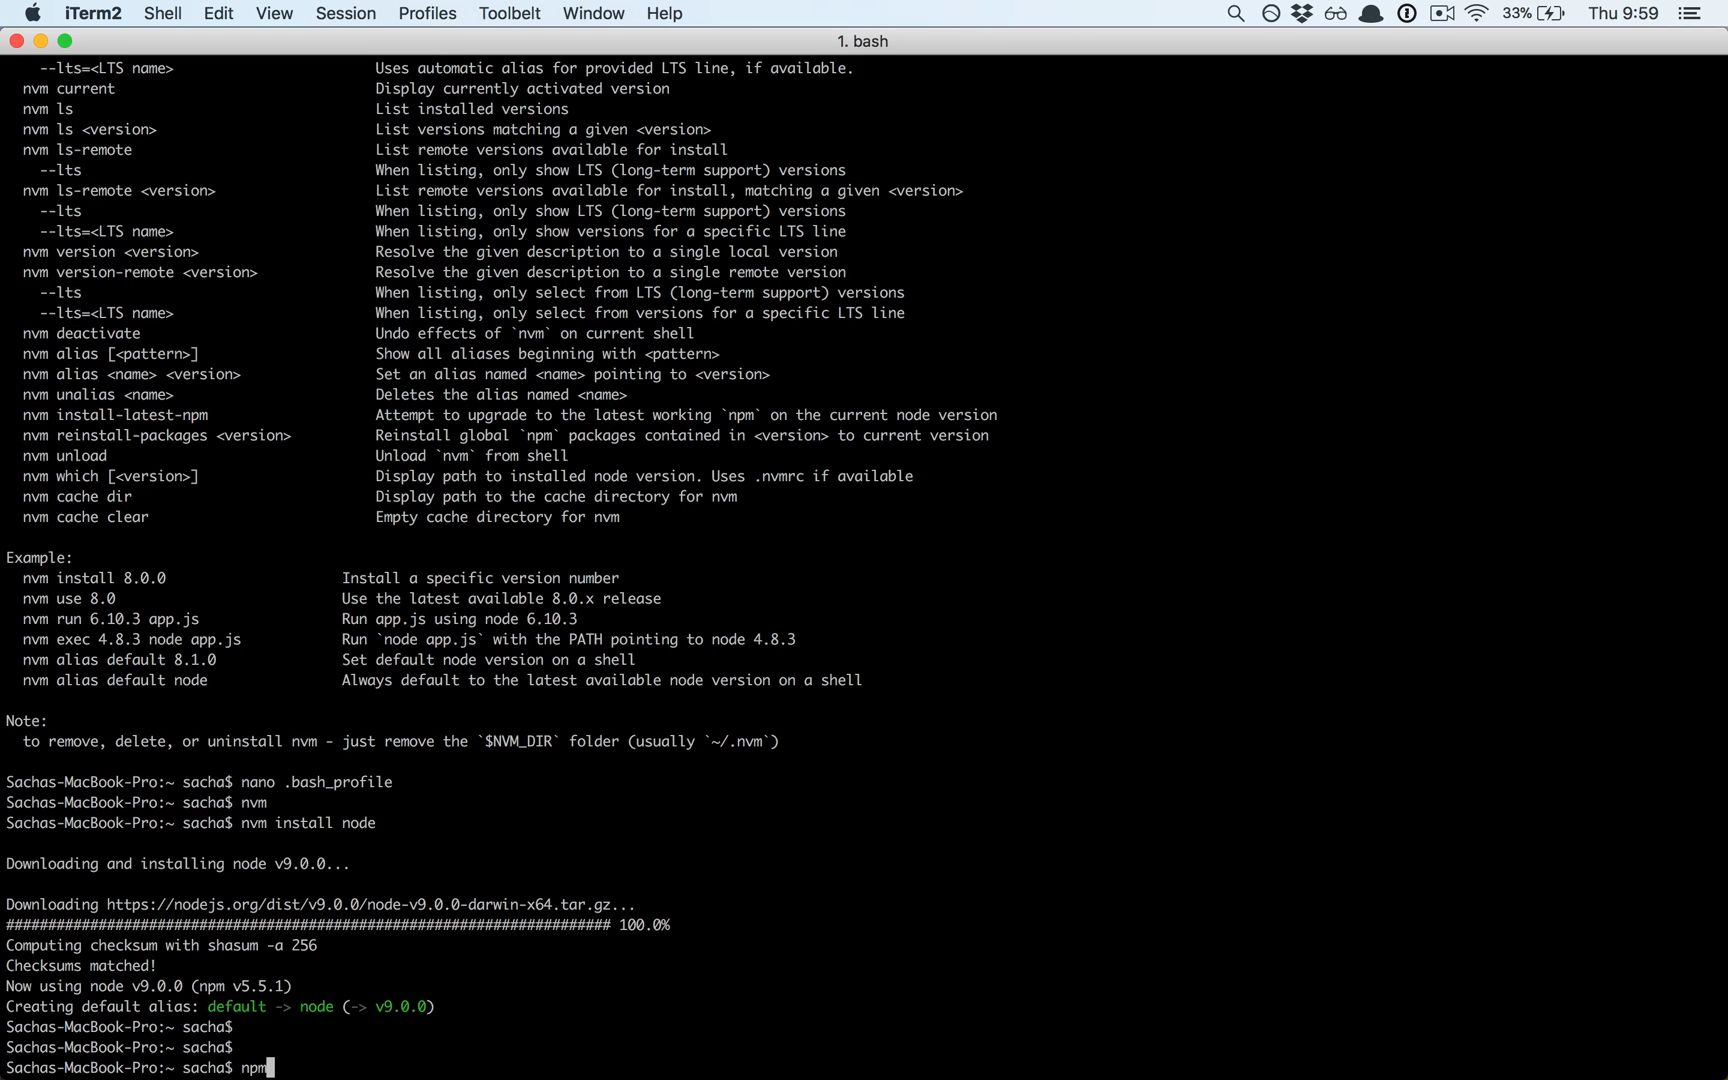 iTerm2 Shell Edit View Session Profiles Toolbelt Window Help 33% Thu 9:59
1. bash
--lts=<LTS name> Uses automatic alias for provided LTS line, if available.
nvm current Display currently activated version
nvm ls List installed versions
nvm ls <version> List versions matching a given <version>
nvm ls-remote List remote versions available for install
--lts When listing, only show LTS (long-term support) versions
nvm ls-remote <version> List remote versions available for install, matching a given <version>
--lts When listing, only show LTS (long-term support) versions
--lts=<LTS name> When listing, only show versions for a specific LTS line
nvm version <version> Resolve the given description to a single local version
nvm version-remote <version> Resolve the given description to a single remote version
--lts When listing, only select from LTS (long-term support) versions
--lts=<LTS name> When listing, only select from versions for a specific LTS line
nvm deactivate Undo effects of `nvm` on current shell
nvm alias [<pattern>] Show all aliases beginning with <pattern>
nvm alias <name> <version> Set an alias named <name> pointing to <version>
nvm unalias <name> Deletes the alias named <name>
nvm install-latest-npm Attempt to upgrade to the latest working `npm` on the current node version
nvm reinstall-packages <version> Reinstall global `npm` packages contained in <version> to current version
nvm unload Unload `nvm` from shell
nvm which [<version>] Display path to installed node version. Uses .nvmrc if available
nvm cache dir Display path to the cache directory for nvm
nvm cache clear Empty cache directory for nvm
Example:
nvm install 8.0.0 Install a specific version number
nvm use 8.0 Use the latest available 8.0.x release
nvm run 6.10.3 app.js Run app.js using node 6.10.3
nvm exec 4.8.3 node app.js Run `node app.js` with the PATH pointing to node 4.8.3
nvm alias default 8.1.0 Set default node version on a shell
nvm alias default node Always default to the latest available node version on a shell
Note:
to remove, delete, or uninstall nvm - just remove the `$NVM_DIR` folder (usually `~/.nvm`)
Sachas-MacBook-Pro:~ sacha$ nano .bash_profile
Sachas-MacBook-Pro:~ sacha$ nvm
Sachas-MacBook-Pro:~ sacha$ nvm install node
Downloading and installing node v9.0.0...
Downloading https://nodejs.org/dist/v9.0.0/node-v9.0.0-darwin-x64.tar.gz...
######################################################################## 100.0%
Computing checksum with shasum -a 256
Checksums matched!
Now using node v9.0.0 (npm v5.5.1)
Creating default alias: default -> node (-> v9.0.0)
Sachas-MacBook-Pro:~ sacha$
Sachas-MacBook-Pro:~ sacha$
Sachas-MacBook-Pro:~ sacha$ npm